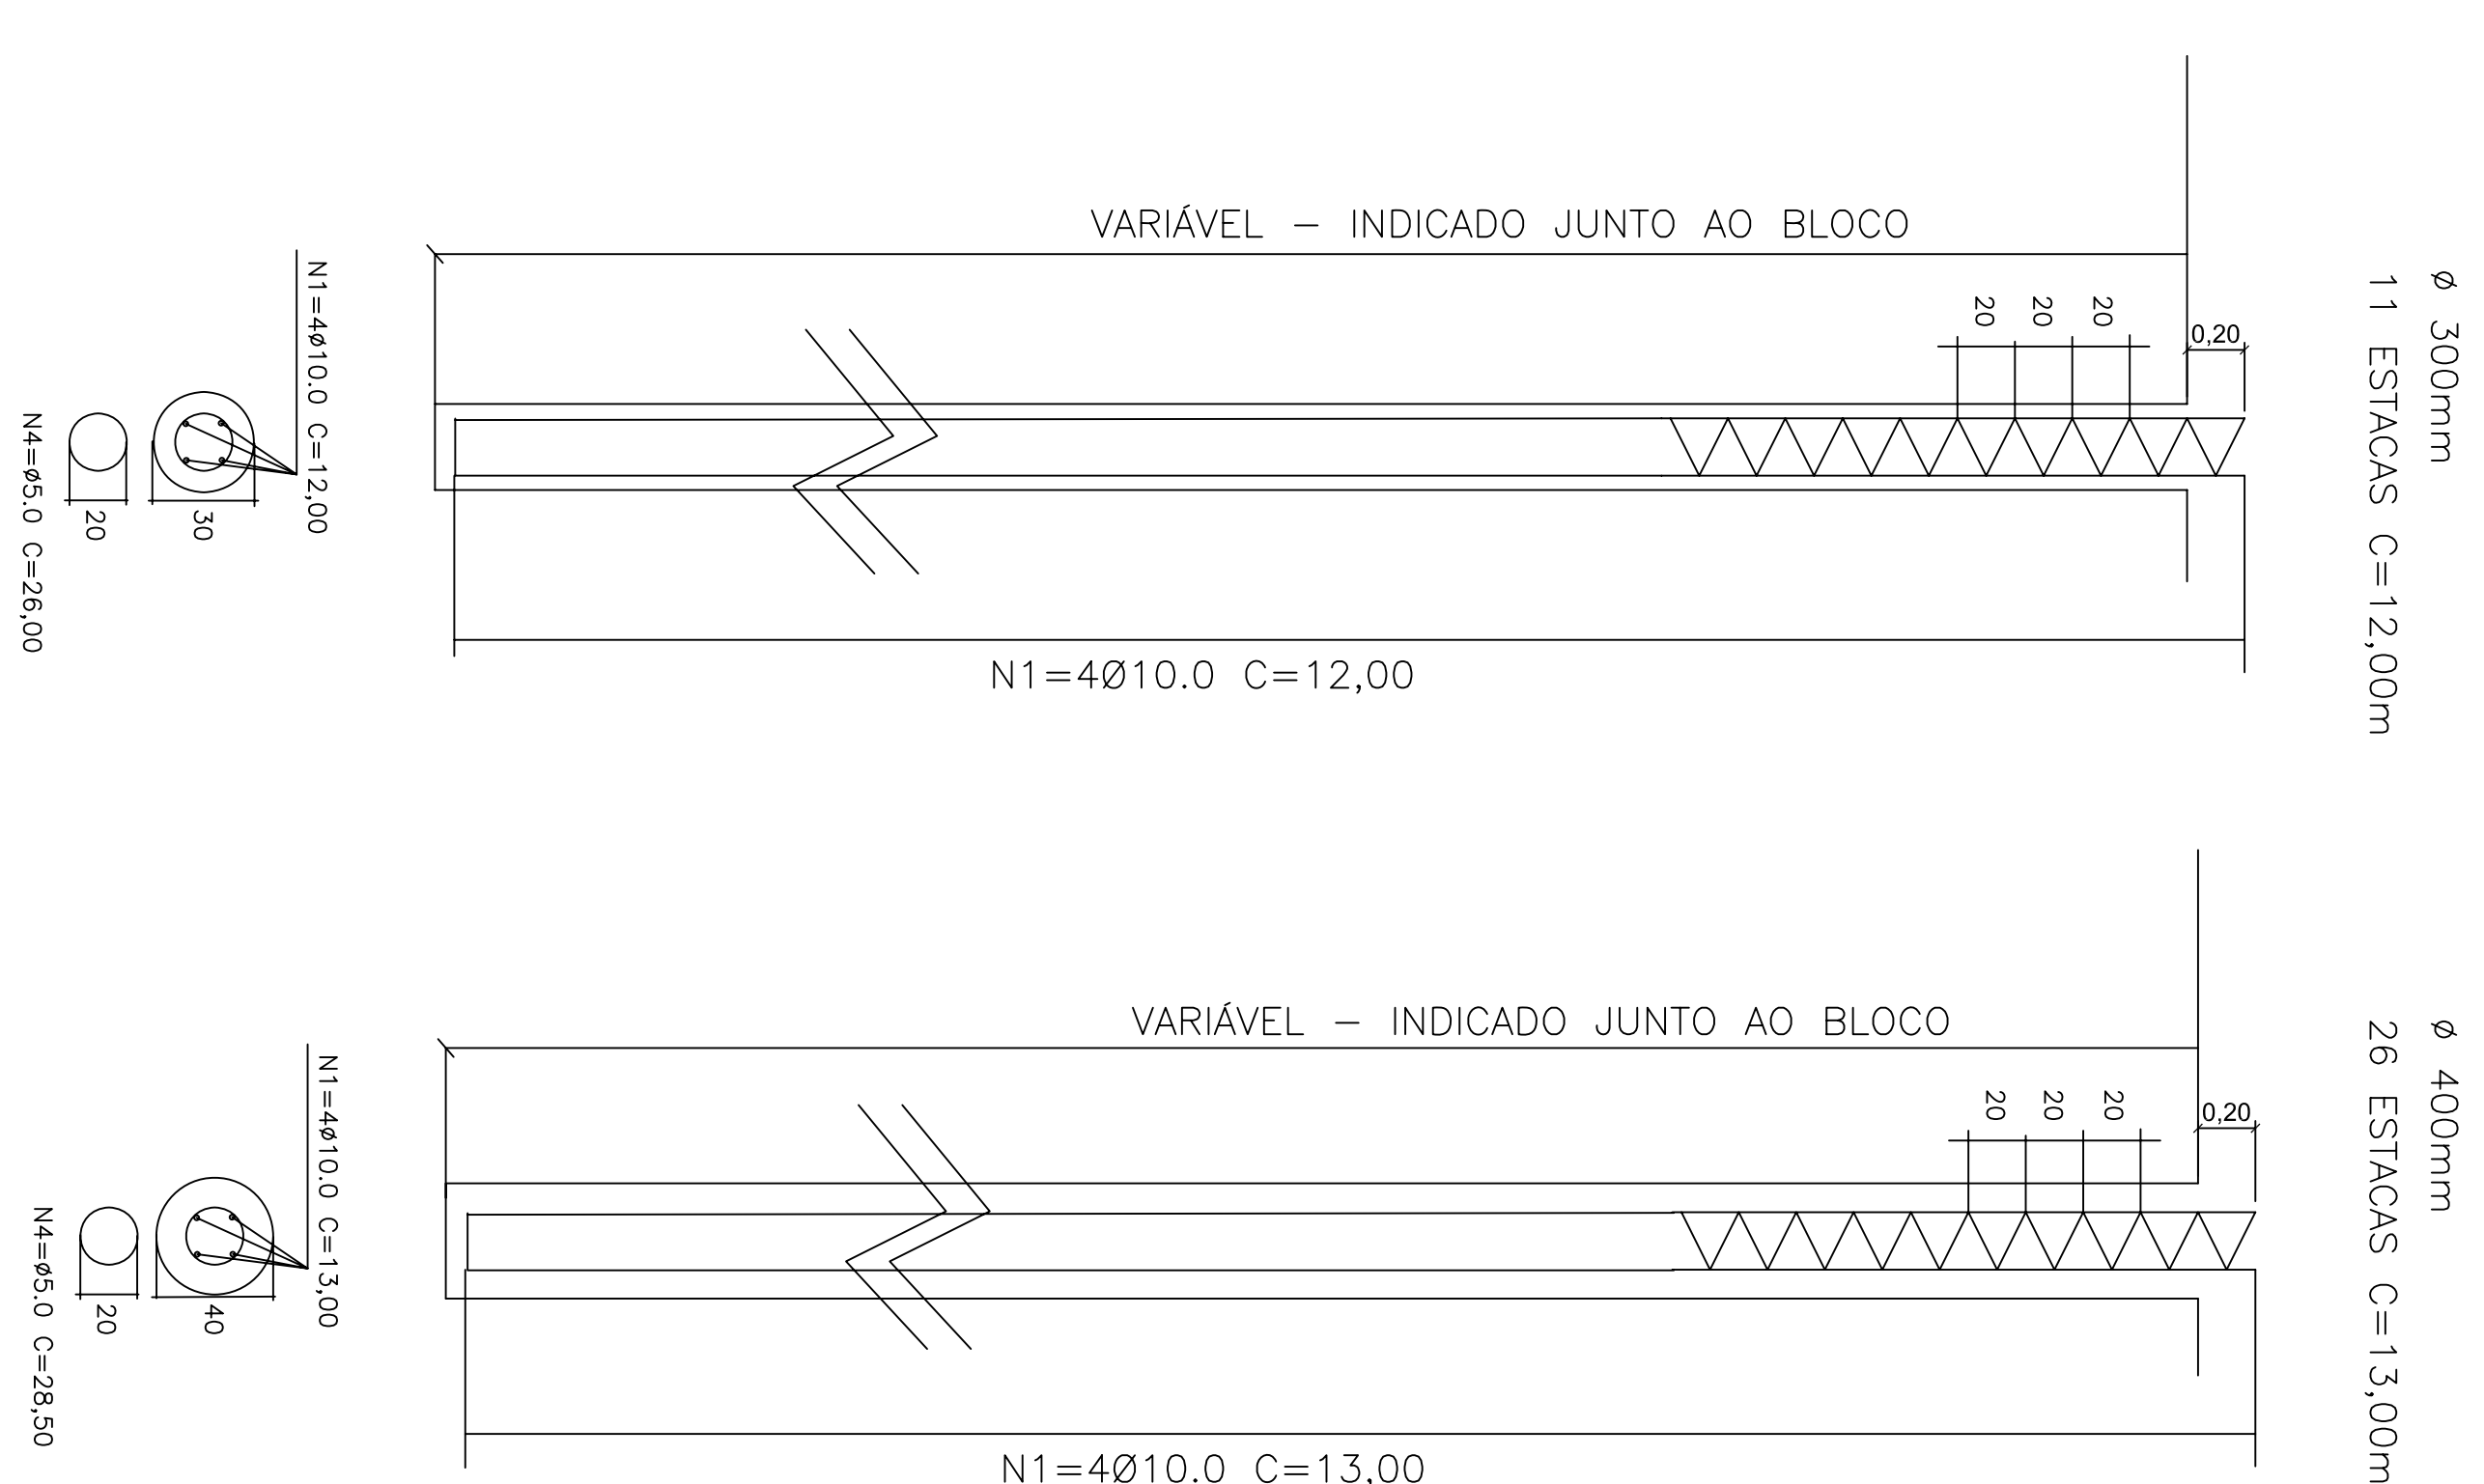 ø 300mm
11 ESTACAS C=12,00m
VARIÁVEL - INDICADO JUNTO AO BLOCO
20
20
20
0,20
N1=4ø10.0 C=12,00
30
20
N4=ø5.0 C=26,00
N1=4Ø10.0 C=12,00
ø 400mm
26 ESTACAS C=13,00m
VARIÁVEL - INDICADO JUNTO AO BLOCO
20
20
20
0,20
N1=4ø10.0 C=13,00
40
20
N4=ø5.0 C=28,50
N1=4Ø10.0 C=13,00